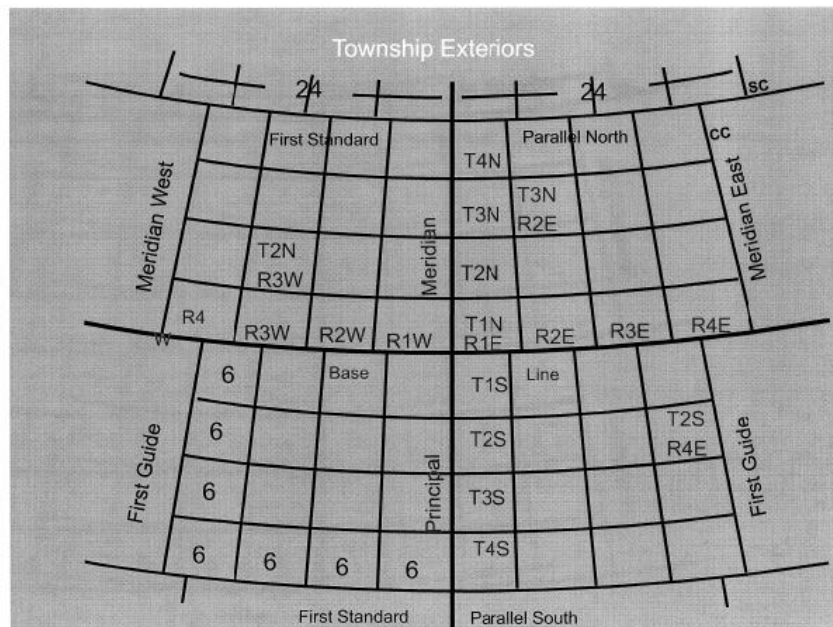 Township Exteriors
24
24
SC
First Standard
Parallel North
CC
T4N
Meridian West
Meridian
Meridian East
T3N
T3N
R2E
T2N
R3W
T2N
R4
W
R3W
R2W
R1W
T1N
R1E
R2E
R3E
R4E
6
Base
T1S
Line
6
T2S
T2S
R4E
First Guide
Principal
First Guide
6
T3S
6
6
6
6
T4S
First Standard
Parallel South